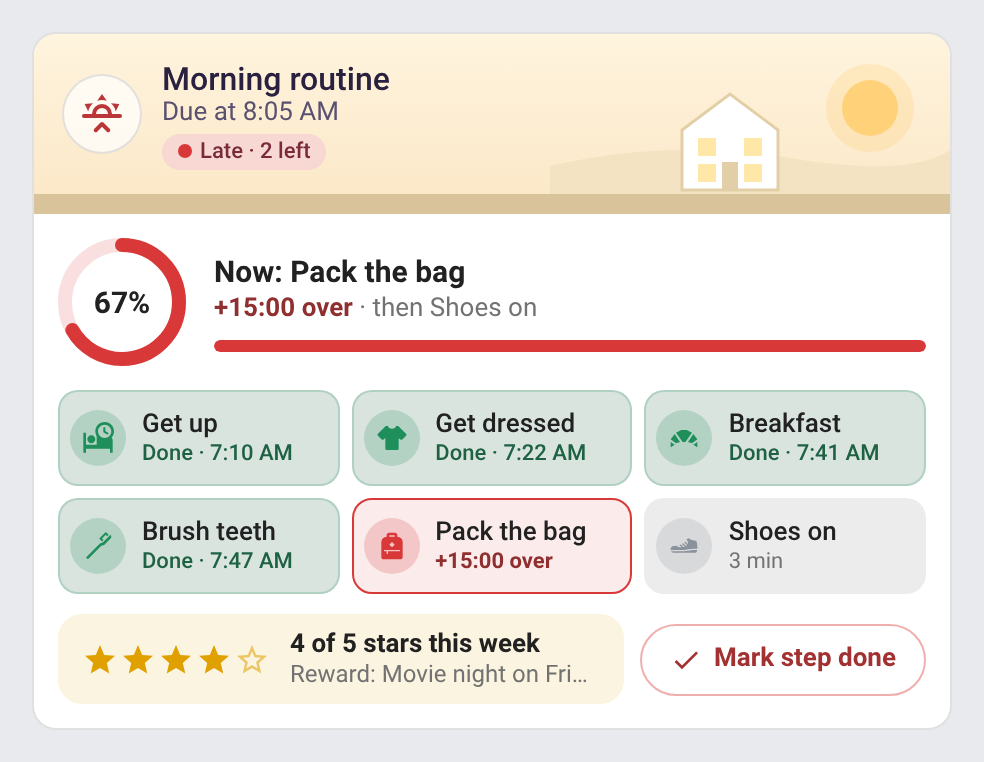 Morning routine
Due at 8:05 AM
Late · 2 left
67%
Now: Pack the bag
+15:00 over · then Shoes on
Get up
Done · 7:10 AM
Get dressed
Done · 7:22 AM
Breakfast
Done · 7:41 AM
Brush teeth
Done · 7:47 AM
Pack the bag
+15:00 over
Shoes on
3 min
4 of 5 stars this week
Reward: Movie night on Fri...
Mark step done